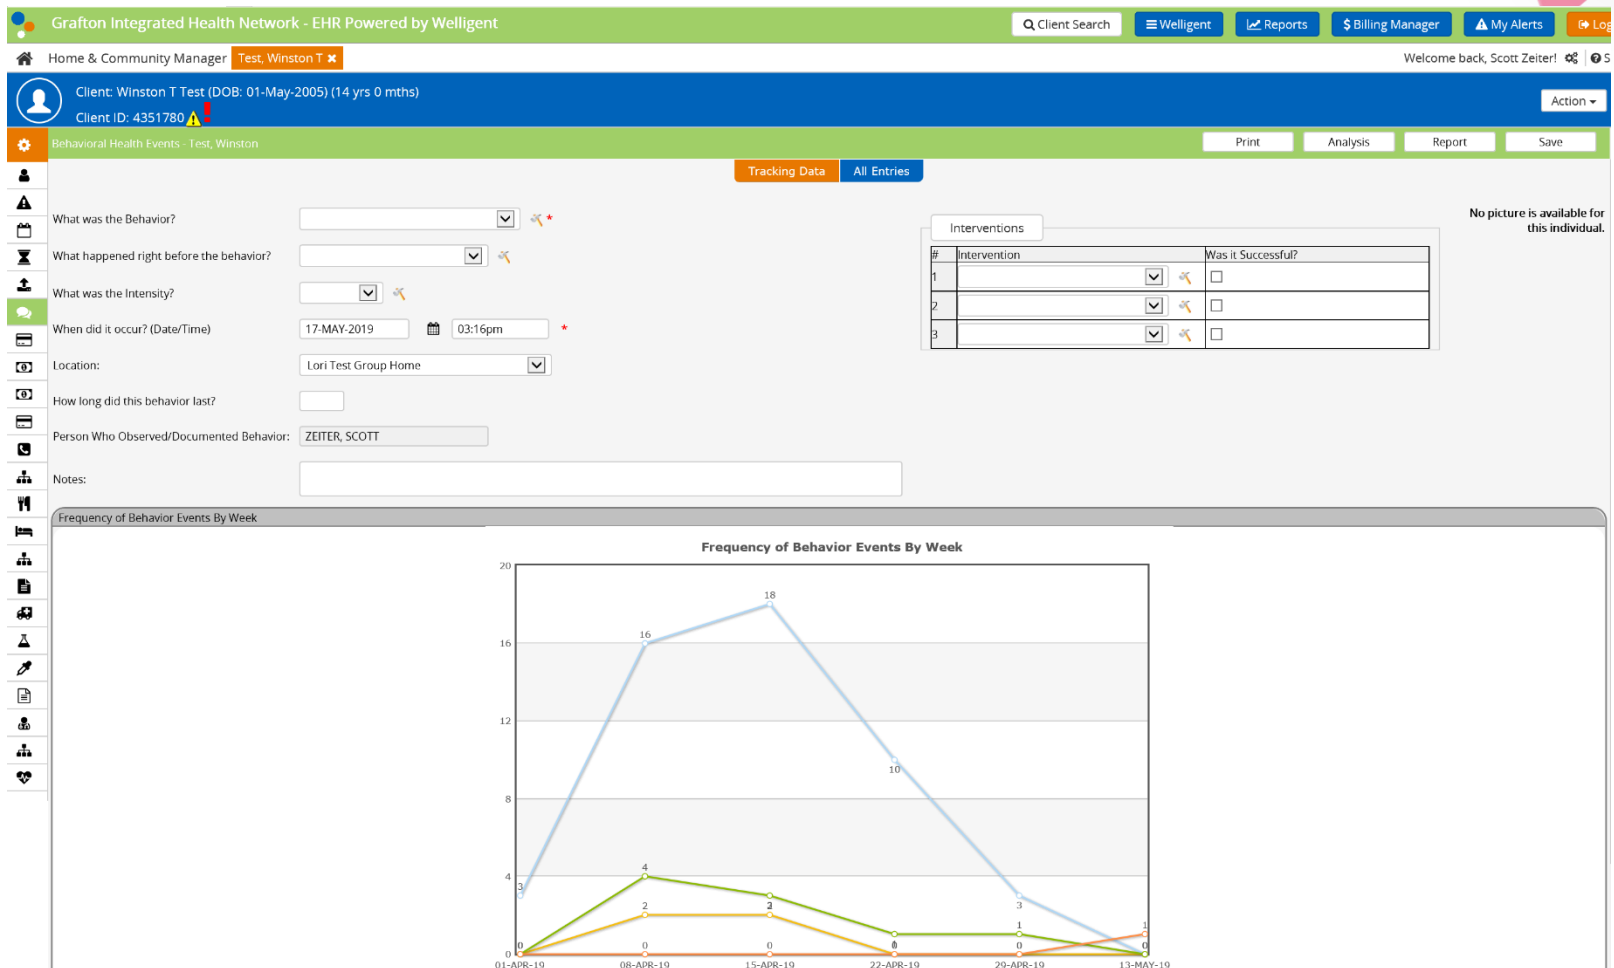 Grafton Integrated Health Network - EHR Powered by Welligent
Client Search
Welligent
Reports
$ Billing Manager
My Alerts
Log
Home & Community Manager
Test, Winston T ✖
Welcome back, Scott Zeiter!
S
Client: Winston T Test (DOB: 01-May-2005) (14 yrs 0 mths)
Client ID: 4351780
Action
Behavioral Health Events - Test, Winston
Print
Analysis
Report
Save
Tracking Data
All Entries
What was the Behavior?
*
What happened right before the behavior?
What was the Intensity?
When did it occur? (Date/Time)
17-MAY-2019
03:16pm
*
Location:
Lori Test Group Home
How long did this behavior last?
Person Who Observed/Documented Behavior:
ZEITER, SCOTT
Notes:
Interventions
# Intervention Was it Successful?
1
2
3
No picture is available for
this individual.
Frequency of Behavior Events By Week
Frequency of Behavior Events By Week
20
18
16
16
12
10
8
4
4
3
2
3
1
1
0
0
0
0
0
0
0
01-APR-19
08-APR-19
15-APR-19
22-APR-19
29-APR-19
13-MAY-19